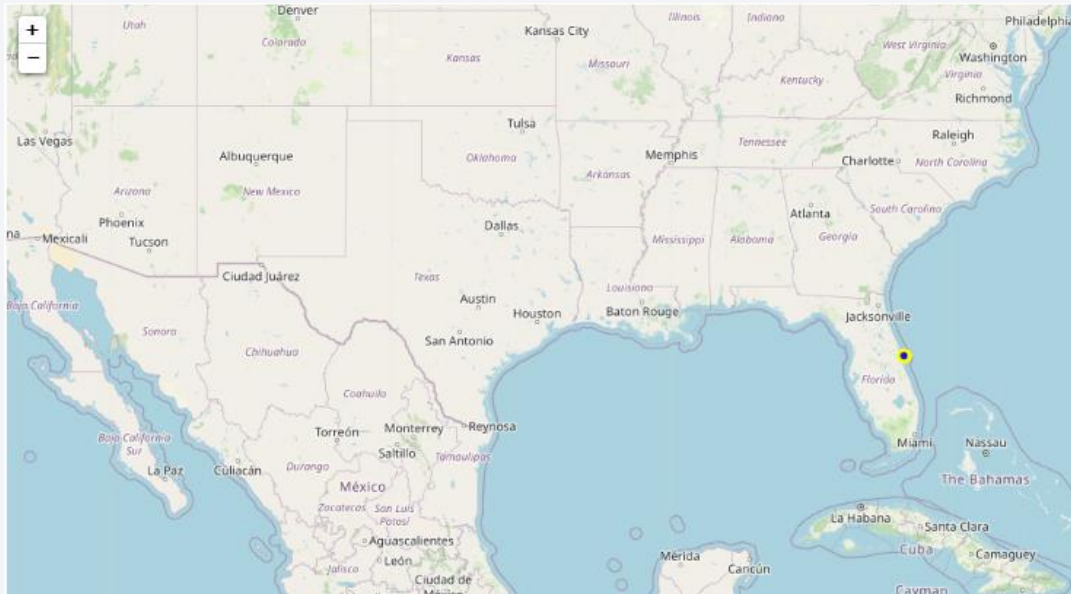 +
−
Denver
Utah
Colorado
Kansas
Kansas City
Missouri
Illinois
Indiana
Philadelphia
West Virginia
Washington
Kentucky
Virginia
Richmond
Las Vegas
Albuquerque
Tulsa
Oklahoma
Memphis
Tennessee
Raleigh
Charlotte
North Carolina
Arizona
New Mexico
Arkansas
Phoenix
Mexicali
Tucson
Dallas
Atlanta
South Carolina
Mississippi
Alabama
Georgia
Ciudad Juárez
Texas
Louisiana
Baja California
Sonora
Austin
Houston
Baton Rouge
Jacksonville
San Antonio
Chihuahua
Coahuila
Florida
Torreón
Monterrey
Reynosa
Saltillo
Tamaulipas
Miami
Nassau
Baja California
Sur
La Paz
Culiacán
Durango
México
The Bahamas
Zacatecas
San Luis
Potosí
La Habana
Santa Clara
Aguascalientes
León
Jalisco
Ciudad de
México
Mérida
Cancún
Cuba
Camaguey
Cayman